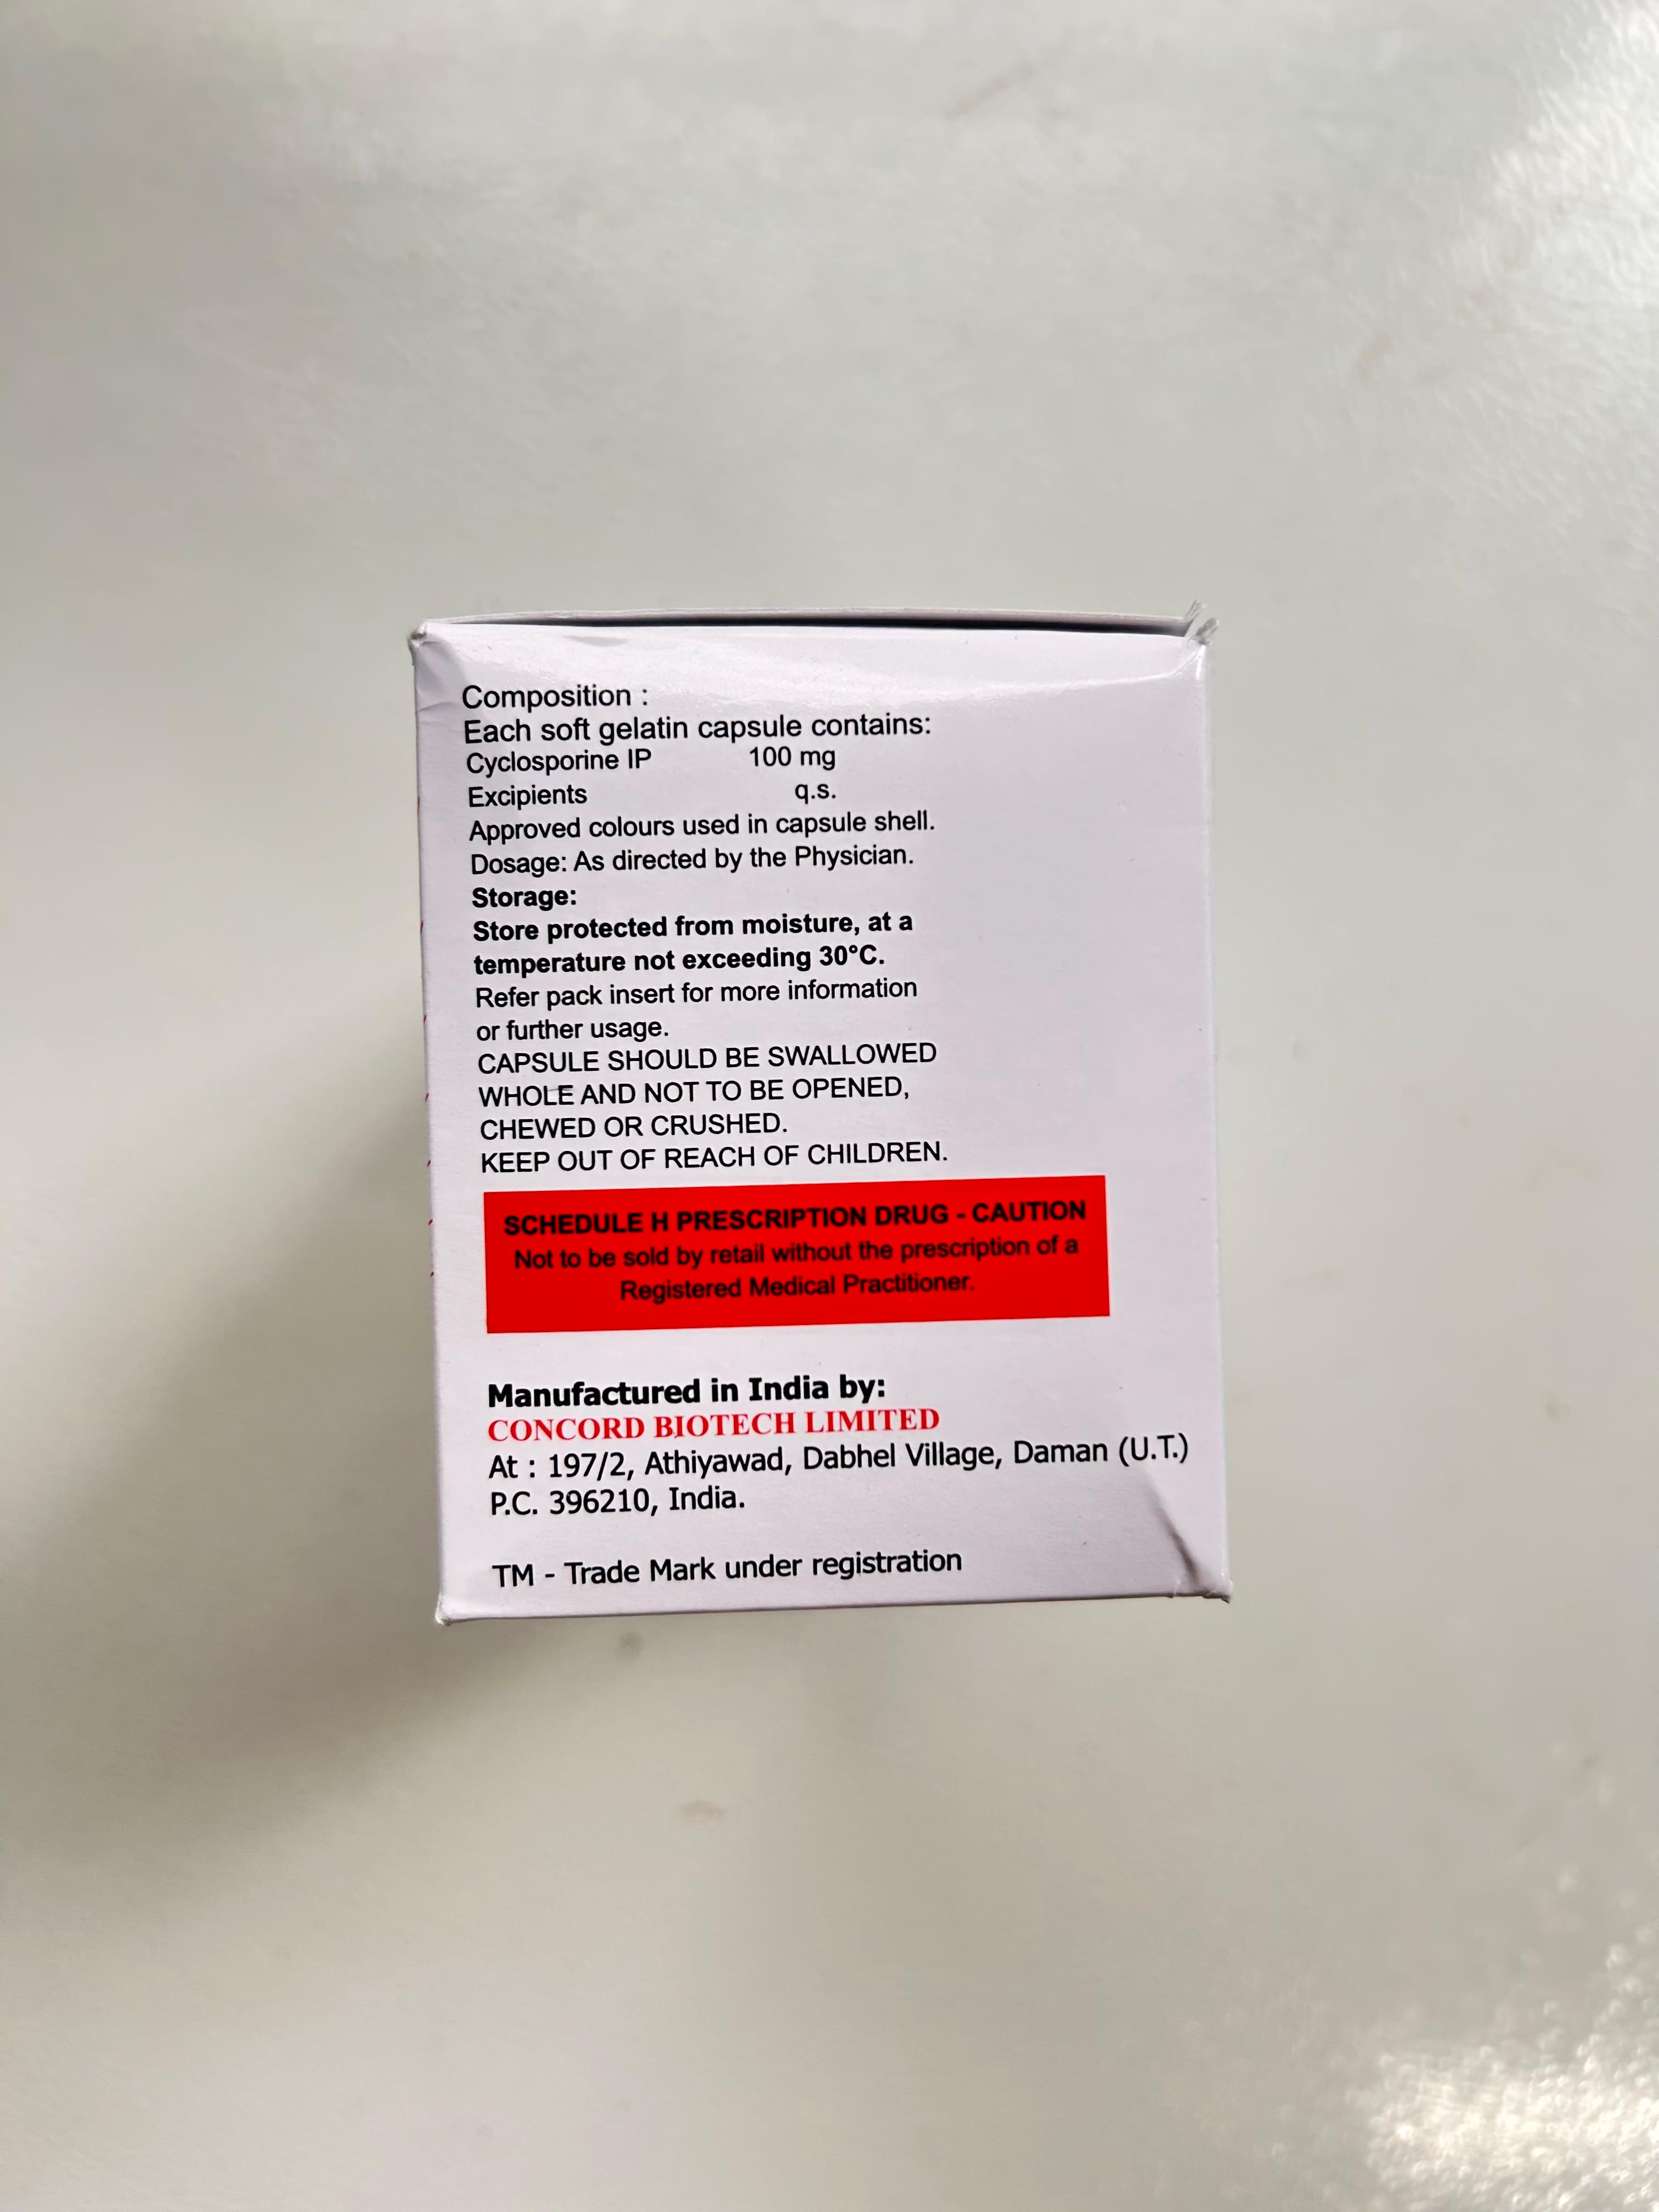 Composition :
Each soft gelatin capsule contains:
Cyclosporine IP 100 mg
Excipients q.s.
Approved colours used in capsule shell.
Dosage: As directed by the Physician.
Storage:
Store protected from moisture, at a
temperature not exceeding 30°C.
Refer pack insert for more information
or further usage.
CAPSULE SHOULD BE SWALLOWED
WHOLE AND NOT TO BE OPENED,
CHEWED OR CRUSHED.
KEEP OUT OF REACH OF CHILDREN.
SCHEDULE H PRESCRIPTION DRUG - CAUTION
Not to be sold by retail without the prescription of a
Registered Medical Practitioner.
Manufactured in India by:
CONCORD BIOTECH LIMITED
At : 197/2, Athiyawad, Dabhel Village, Daman (U.T.)
P.C. 396210, India.
TM - Trade Mark under registration